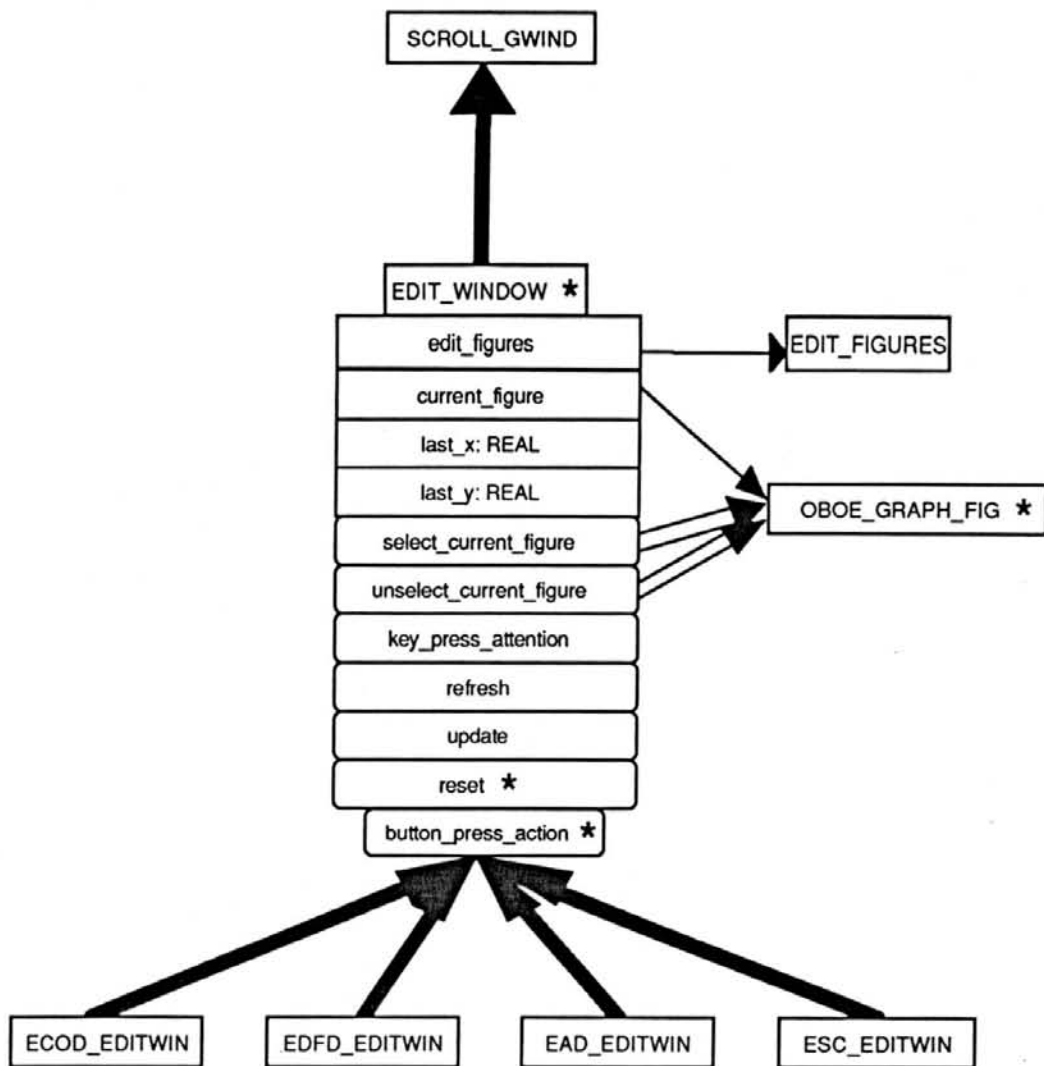 SCROLL_GWIND
EDIT_WINDOW *
edit_figures
EDIT_FIGURES
current_figure
last_x: REAL
last_y: REAL
OBOE_GRAPH_FIG *
select_current_figure
unselect_current_figure
key_press_attention
refresh
update
reset *
button_press_action *
ECOD_EDITWIN
EDFD_EDITWIN
EAD_EDITWIN
ESC_EDITWIN